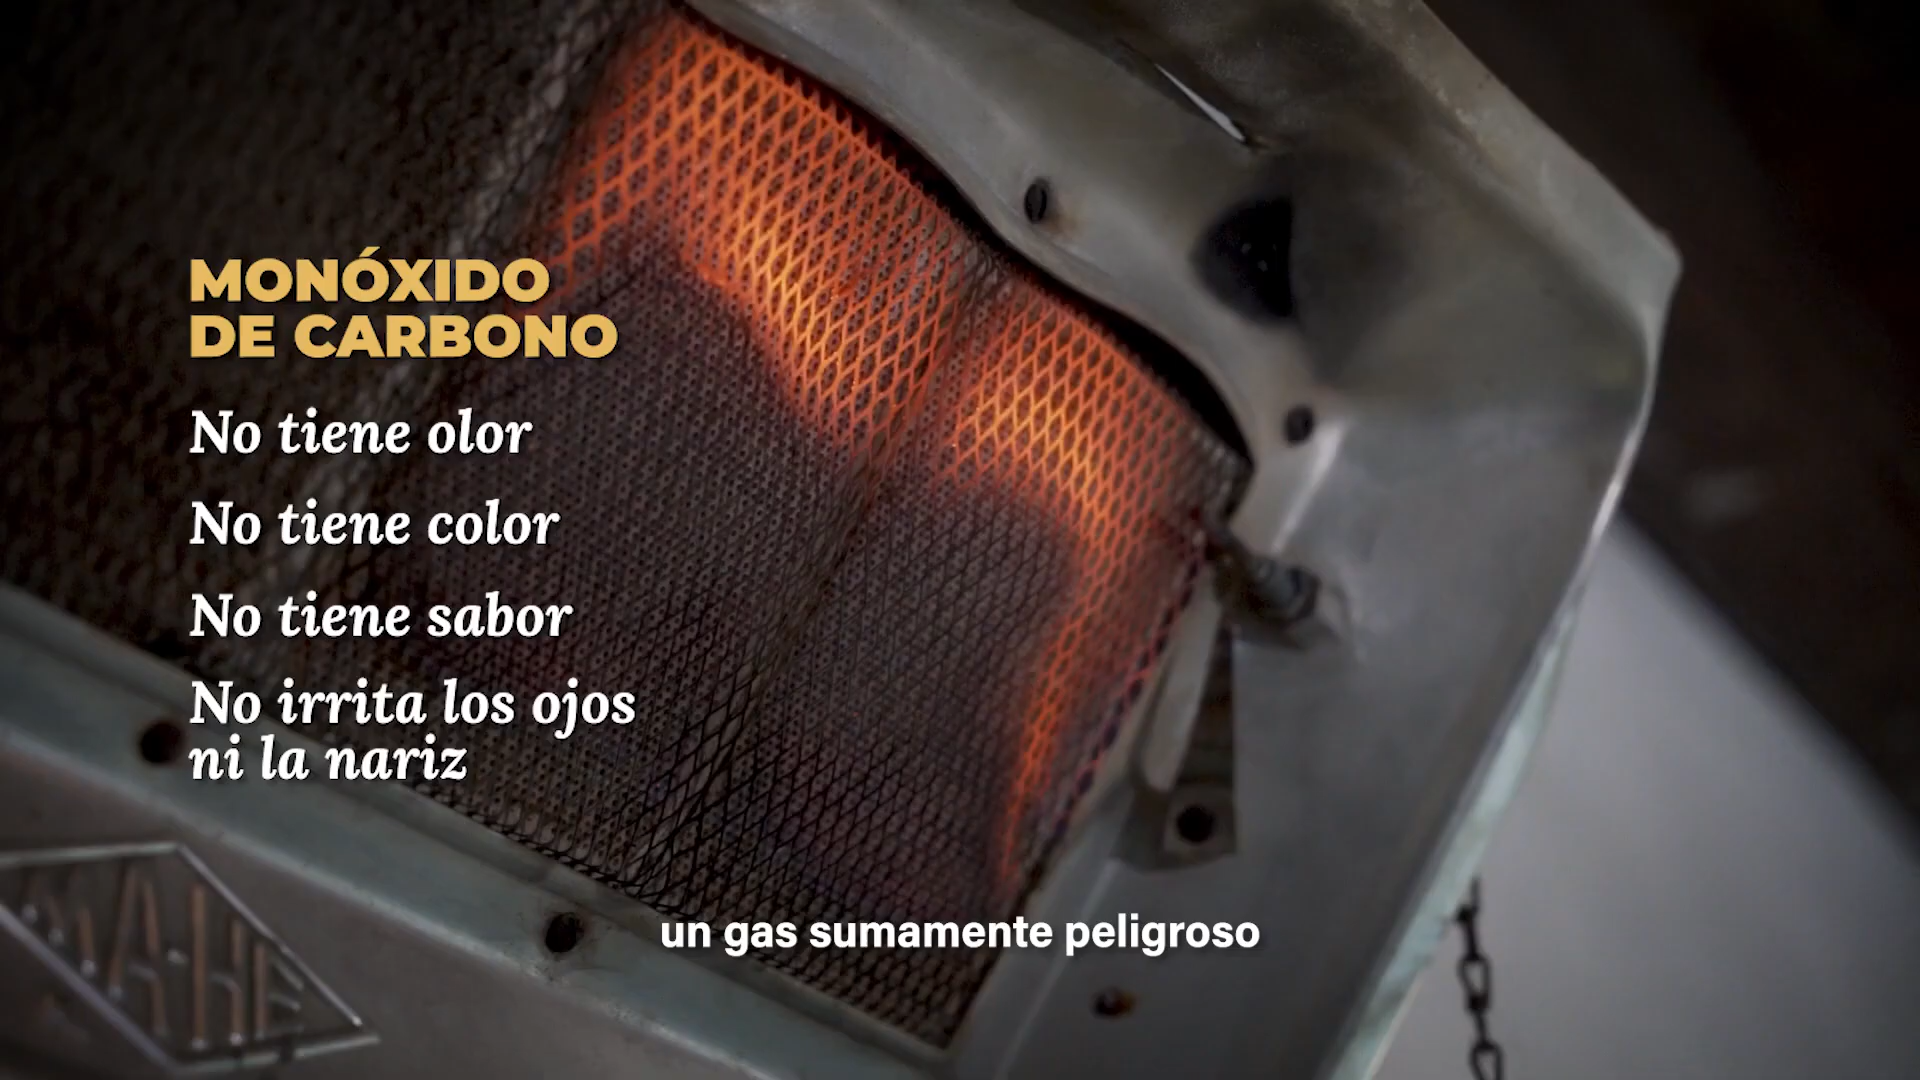 MONÓXIDO
DE CARBONO
No tiene olor
No tiene color
No tiene sabor
No irrita los ojos
ni la nariz
un gas sumamente peligroso